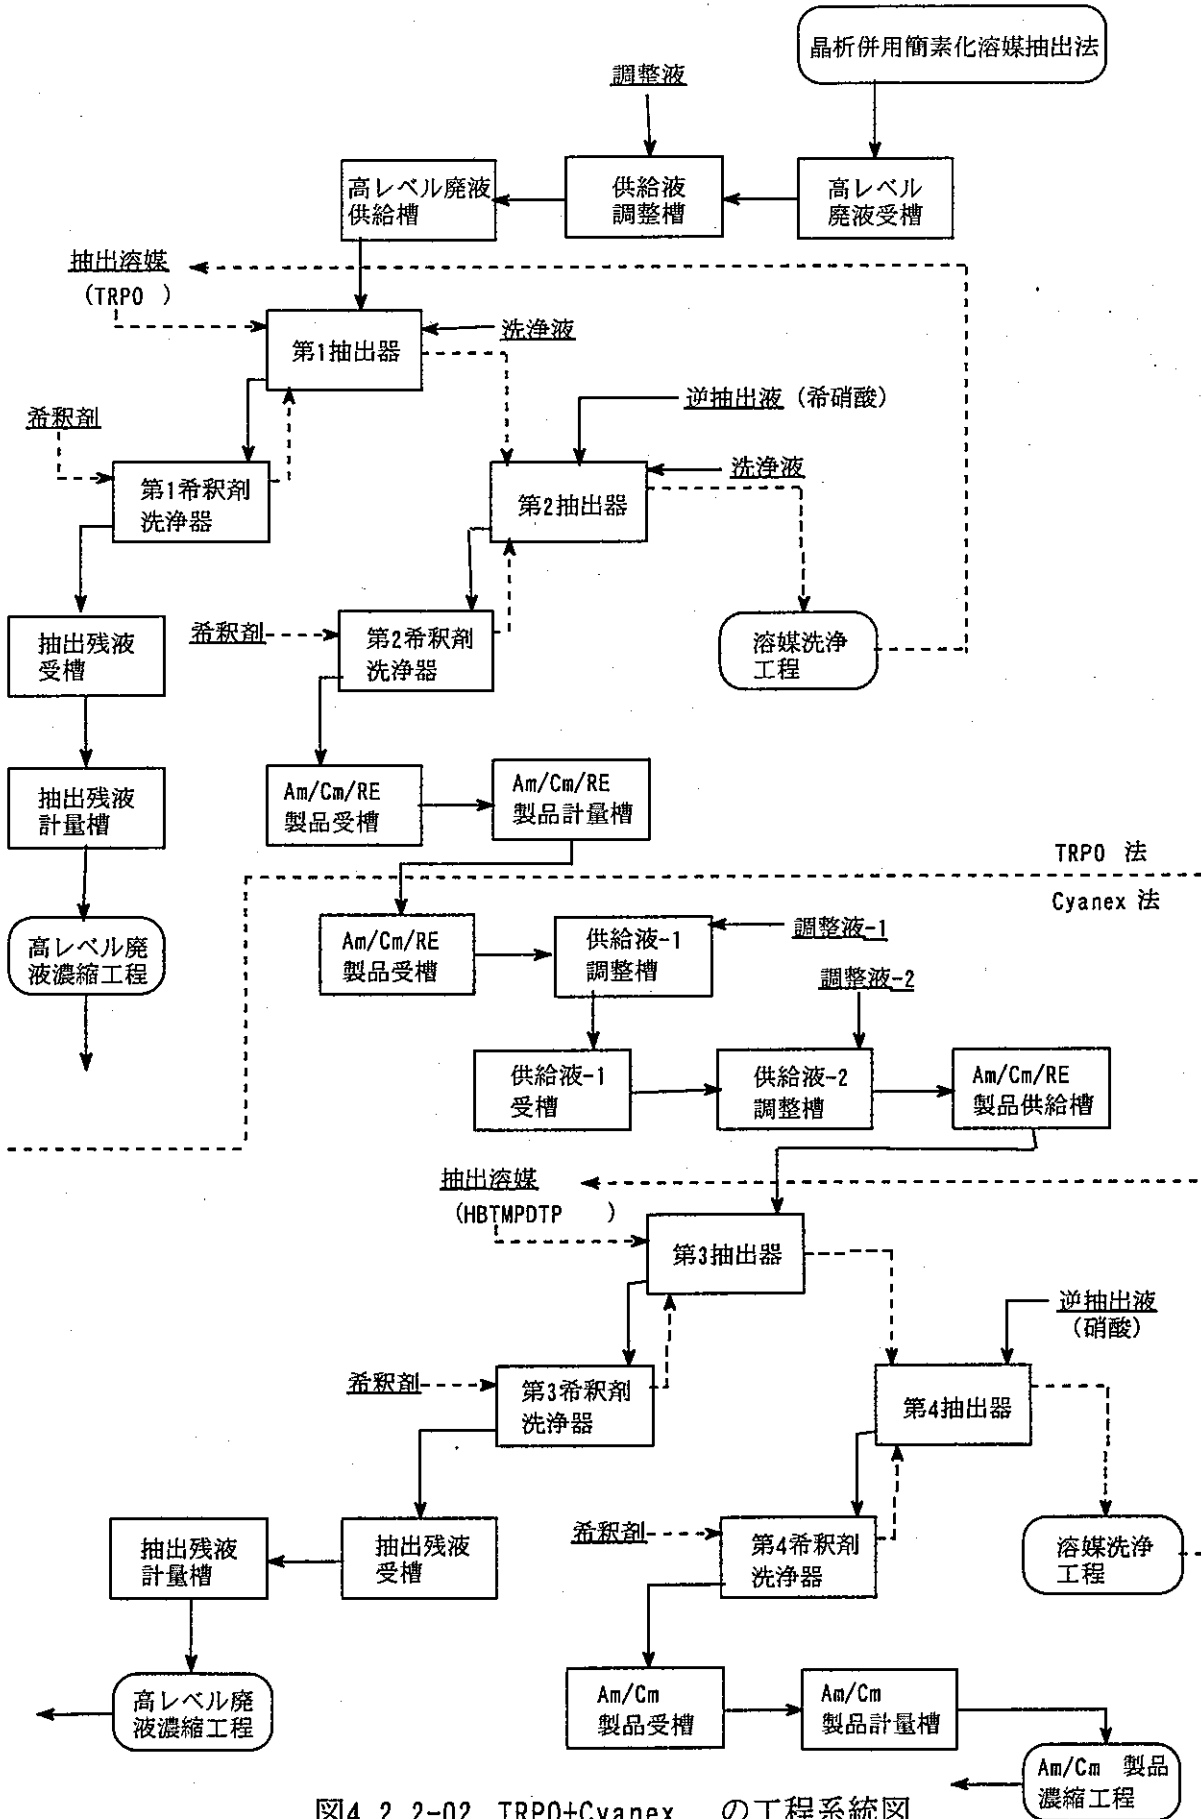 晶析併用簡素化溶媒抽出法
調整液
高レベル
供給槽
供給液
調整槽
高レベル
廃液受槽
廃液
抽出溶媒
(TRPO )
第1抽出器
洗浄液
逆抽出液 (希硝酸)
希釈剤
第1希釈剤
洗浄器
第2抽出器
洗浄液
抽出残液
受槽
希釈剤
第2希釈剤
洗浄器
溶媒洗浄
工程
抽出残液
計量槽
Am/Cm/RE
製品受槽
Am/Cm/RE
製品計量槽
TRPO 法
Cyanex 法
高レベル廃
液濃縮工程
Am/Cm/RE
製品受槽
供給液-1
調整槽
調整液-1
調整液-2
供給液-1
受槽
供給液-2
調整槽
Am/Cm/RE
製品供給槽
抽出溶媒
(HBTMPDTP )
第3抽出器
逆抽出液
(硝酸)
希釈剤
第3希釈剤
洗浄器
第4抽出器
抽出残液
計量槽
抽出残液
受槽
希釈剤
第4希釈剤
洗浄器
溶媒洗浄
工程
高レベル廃
液濃縮工程
Am/Cm
製品受槽
Am/Cm
製品計量槽
Am/Cm 製品
濃縮工程
図4.2.2-02 TRPO+Cyanex の工程系統図